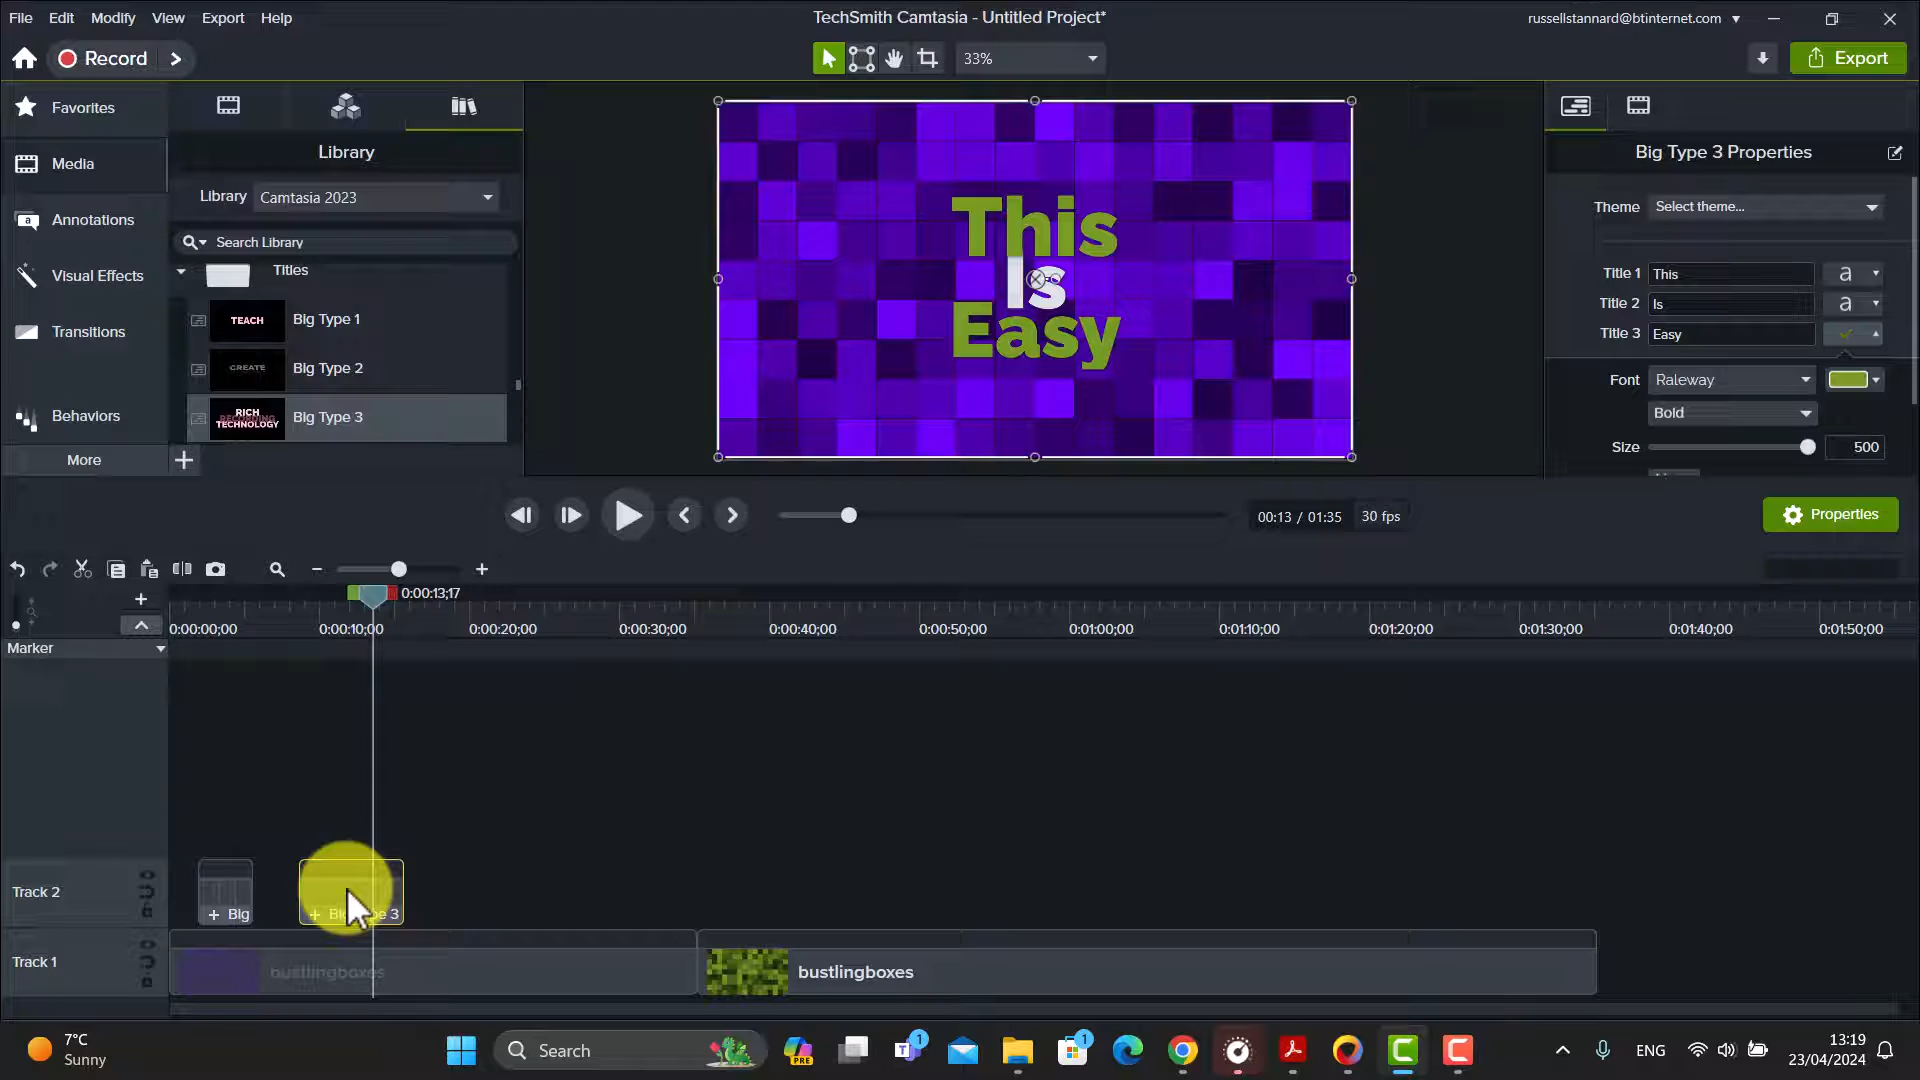 File Edit Modify View Export Help
TechSmith Camtasia - Untitled Project*
russellstannard@btinternet.com
Record
33%
Export
Favorites
Media
Annotations
Visual Effects
Transitions
Behaviors
More
Library
Library Camtasia 2023
Search Library
Titles
TEACH Big Type 1
CREATE Big Type 2
RICH
RECORDING
TECHNOLOGY
Big Type 3
This
Is
Easy
Big Type 3 Properties
Theme Select theme...
Title 1 This a
Title 2 Is a
Title 3 Easy
Font Raleway
Bold
Size 500
00:13 / 01:35 30 fps
Properties
0:00:13;17
0:00:00;00 0:00:10;00 0:00:20;00 0:00:30;00 0:00:40;00 0:00:50;00 0:01:00;00 0:01:10;00 0:01:20;00 0:01:30;00 0:01:40;00 0:01:50;00
Marker
Track 2
+ Big
+ Big Type 3
Track 1
bustlingboxes
bustlingboxes
7°C
Sunny
Search
PRE
1
1
ENG
13:19
23/04/2024